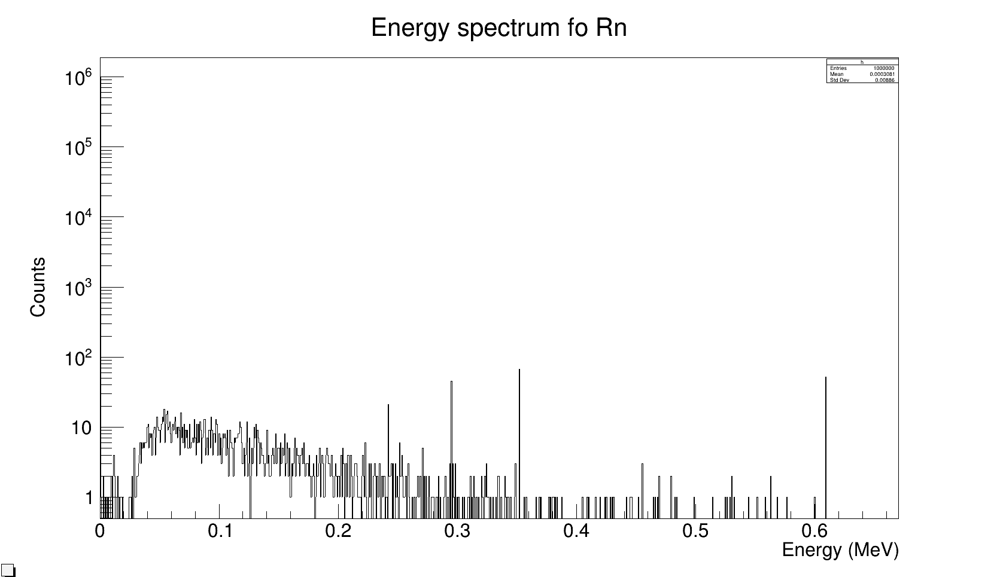 Energy spectrum fo Rn
h
Entries 1000000
Mean 0.0003081
Std Dev 0.00886
10^6
10^5
10^4
10^3
10^2
10
1
Counts
0 0.1 0.2 0.3 0.4 0.5 0.6
Energy (MeV)